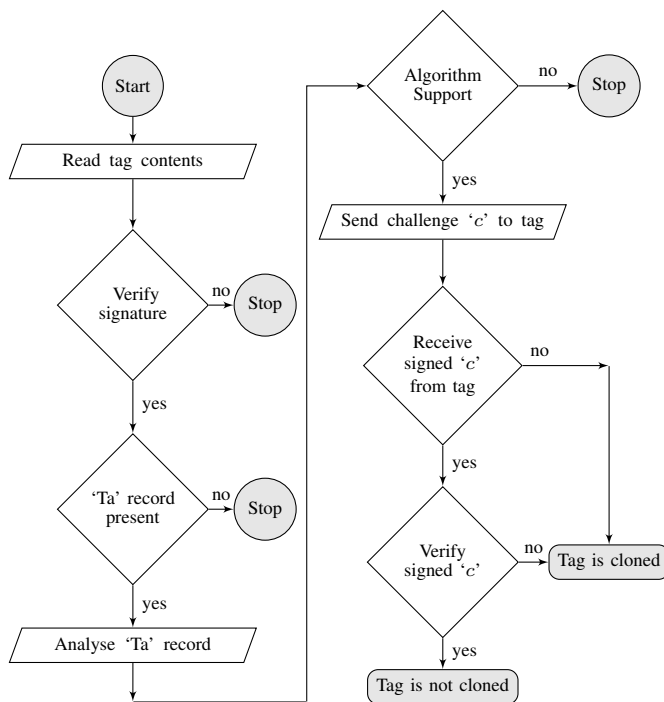 Start
Read tag contents
Verify
signature
no
Stop
yes
‘Ta’ record
present
no
Stop
yes
Analyse ‘Ta’ record
Algorithm
Support
no
Stop
yes
Send challenge ‘c’ to tag
Receive
signed ‘c’
from tag
no
yes
Verify
signed ‘c’
no
Tag is cloned
yes
Tag is not cloned